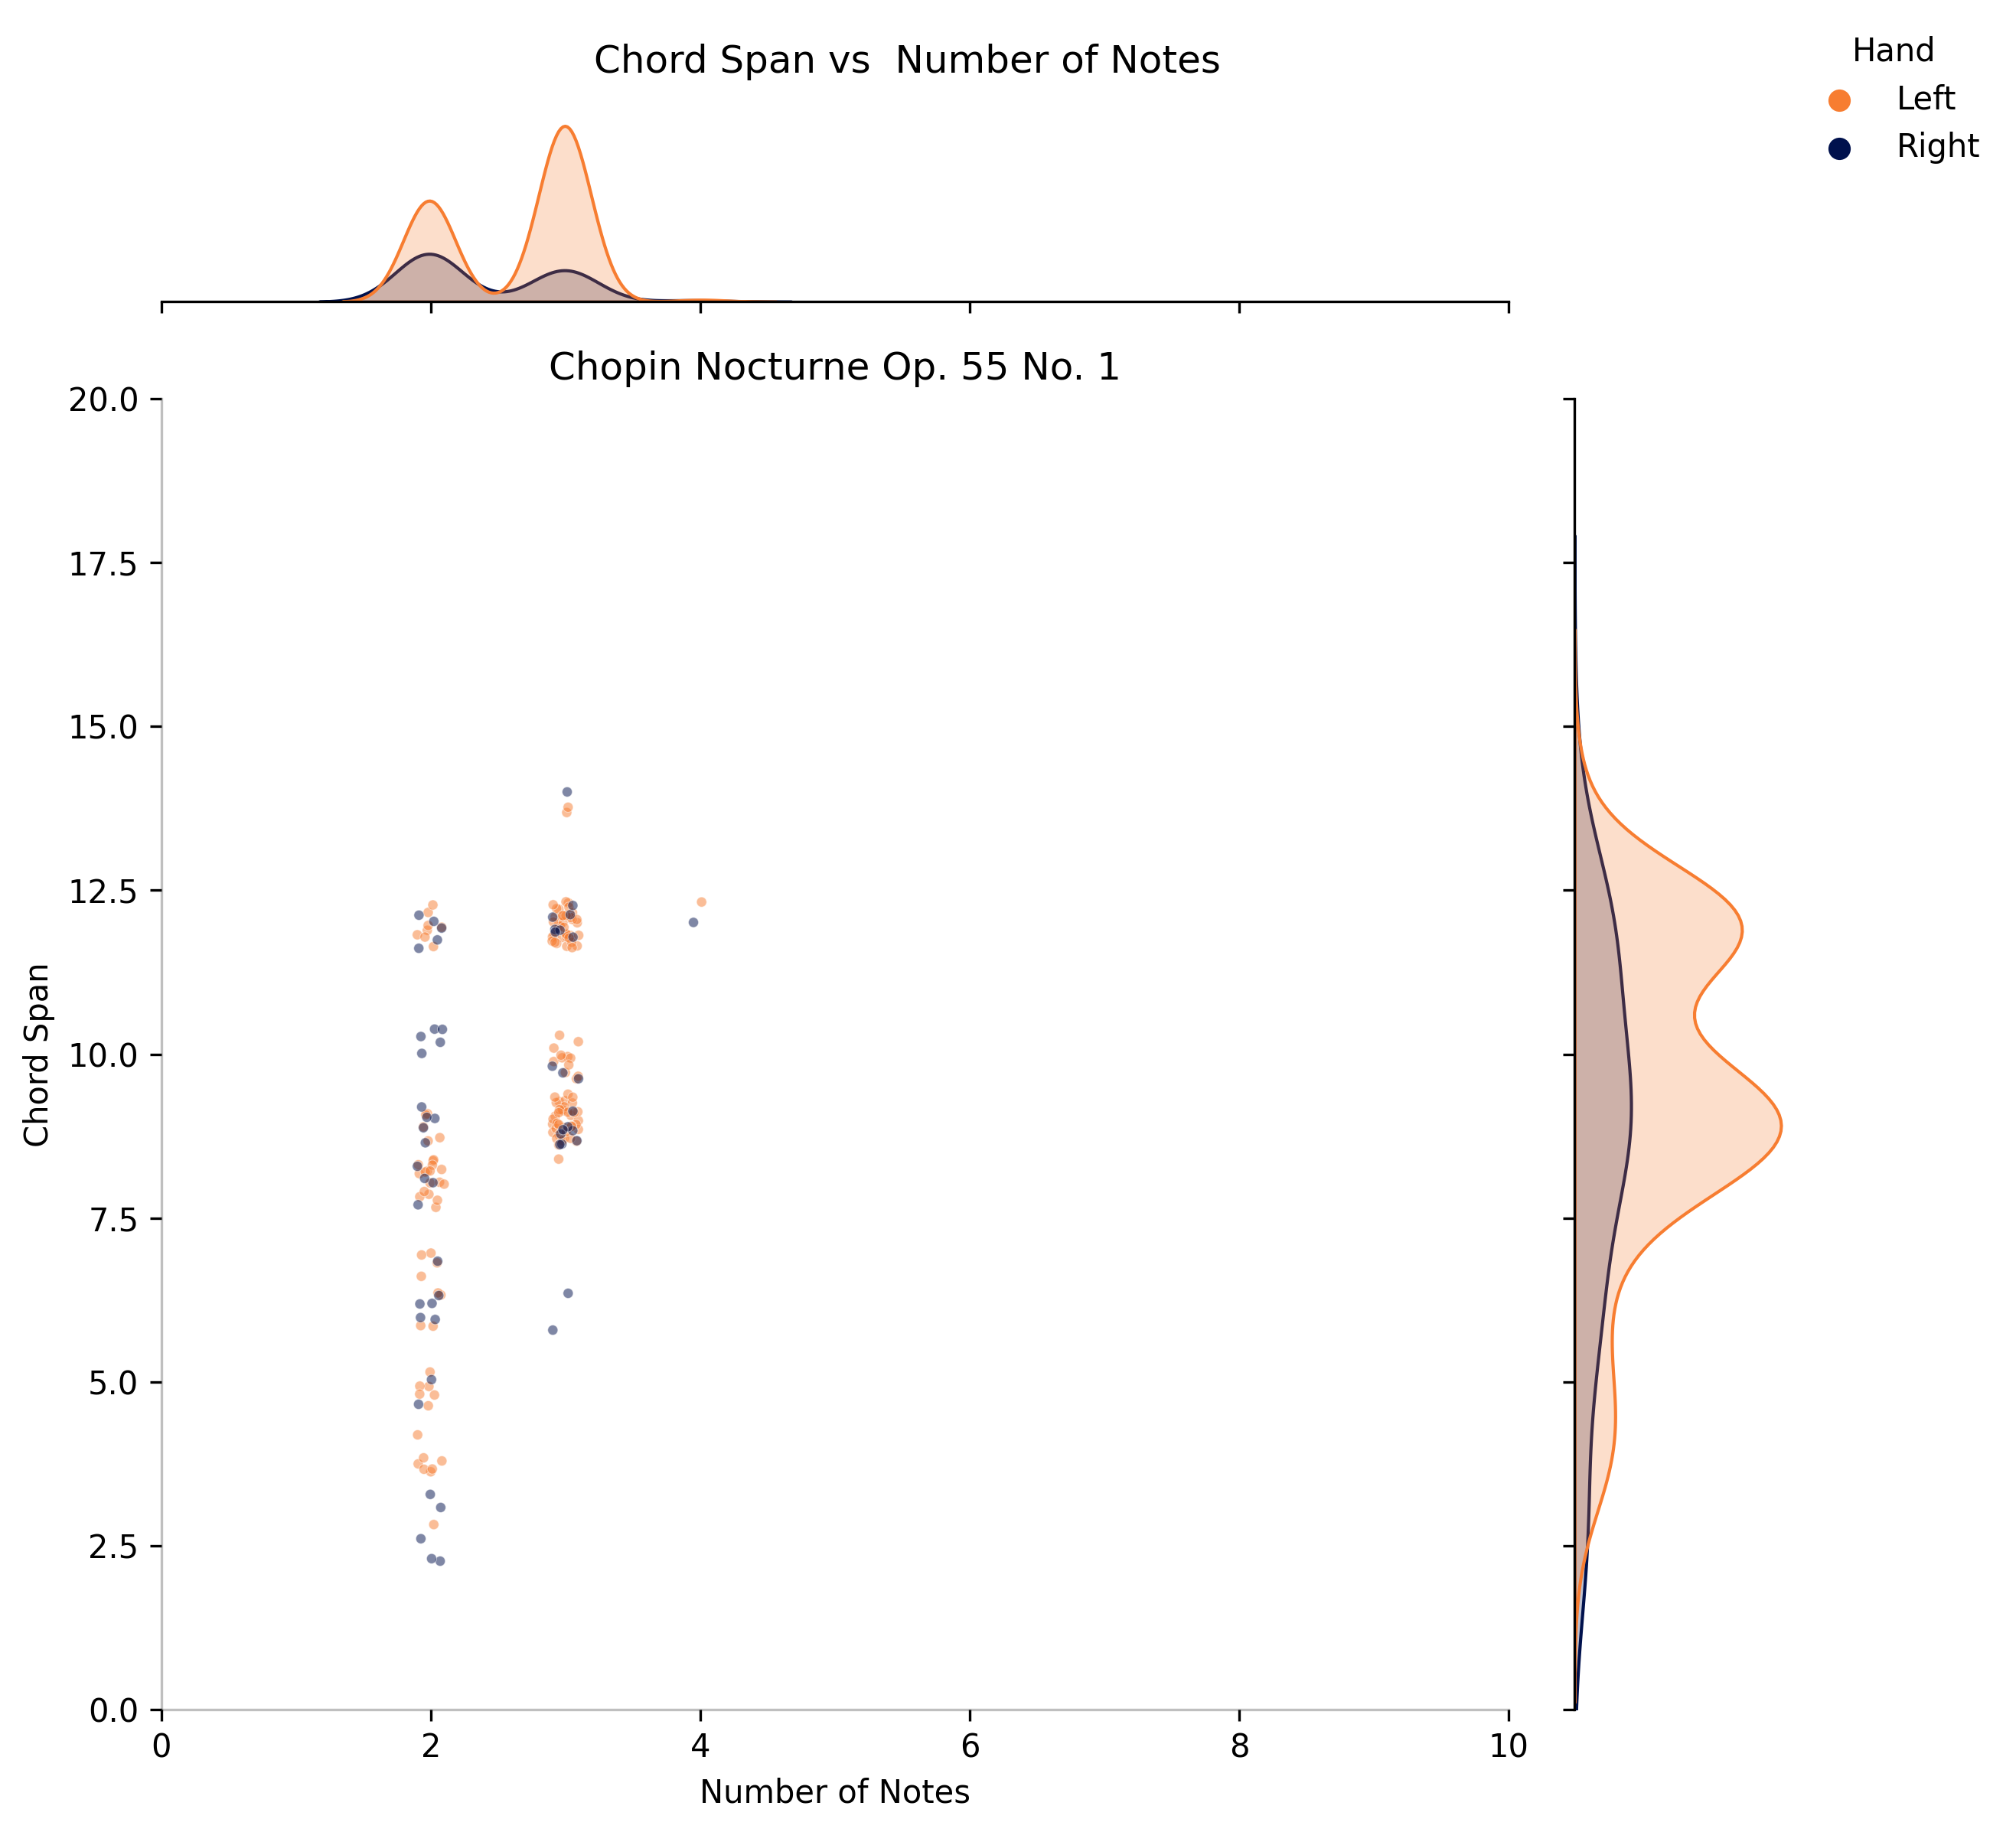 Chord Span vs  Number of Notes
Hand
Left
Right
Chopin Nocturne Op. 55 No. 1
20.0
17.5
15.0
12.5
10.0
7.5
5.0
2.5
0.0
Chord Span
0 2 4 6 8 10
Number of Notes